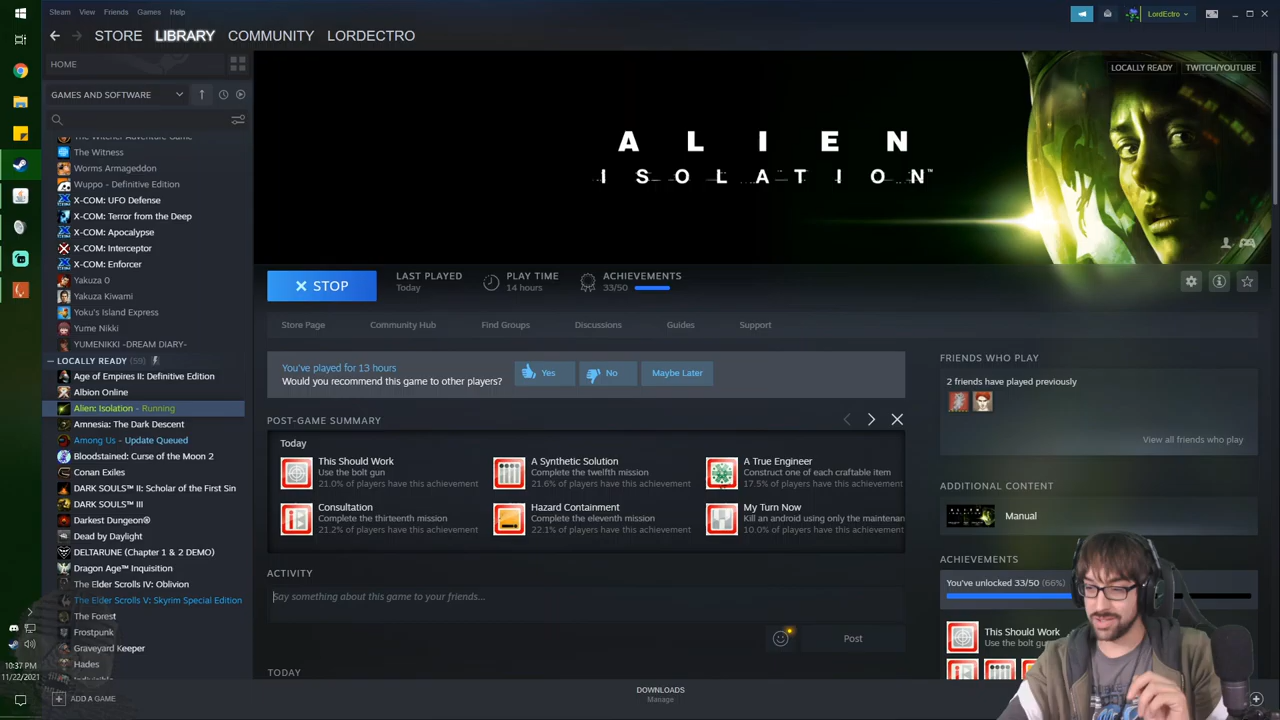 Steam View Friends Games Help
LordEctro
STORE LIBRARY COMMUNITY LORDECTRO
HOME
GAMES AND SOFTWARE
The Witcher Adventure Game
The Witness
Worms Armageddon
Wuppo - Definitive Edition
X-COM: UFO Defense
X-COM: Terror from the Deep
X-COM: Apocalypse
X-COM: Interceptor
X-COM: Enforcer
Yakuza 0
Yakuza Kiwami
Yoku's Island Express
Yume Nikki
YUMENIKKI -DREAM DIARY-
LOCALLY READY (59)
Age of Empires II: Definitive Edition
Albion Online
Alien: Isolation - Running
Amnesia: The Dark Descent
Among Us - Update Queued
Bloodstained: Curse of the Moon 2
Conan Exiles
DARK SOULS™ II: Scholar of the First Sin
DARK SOULS™ III
Darkest Dungeon®
Dead by Daylight
DELTARUNE (Chapter 1 & 2 DEMO)
Dragon Age™ Inquisition
The Elder Scrolls IV: Oblivion
The Elder Scrolls V: Skyrim Special Edition
The Forest
Frostpunk
Graveyard Keeper
Hades
ADD A GAME
10:37 PM
11/22/2021
LOCALLY READY TWITCH/YOUTUBE
ALIEN
ISOLATION™
STOP
LAST PLAYED
Today
PLAY TIME
14 hours
ACHIEVEMENTS
33/50
Store Page Community Hub Find Groups Discussions Guides Support
You've played for 13 hours
Would you recommend this game to other players?
Yes No Maybe Later
POST-GAME SUMMARY
Today
This Should Work
Use the bolt gun
21.0% of players have this achievement
A Synthetic Solution
Complete the twelfth mission
21.6% of players have this achievement
A True Engineer
Construct one of each craftable item
17.5% of players have this achievement
Consultation
Complete the thirteenth mission
21.2% of players have this achievement
Hazard Containment
Complete the eleventh mission
22.1% of players have this achievement
My Turn Now
Kill an android using only the maintenan
10.0% of players have this achievement
ACTIVITY
Say something about this game to your friends...
Post
TODAY
FRIENDS WHO PLAY
2 friends have played previously
View all friends who play
ADDITIONAL CONTENT
Manual
ACHIEVEMENTS
You've unlocked 33/50 (66%)
This Should Work
Use the bolt gun
DOWNLOADS
Manage